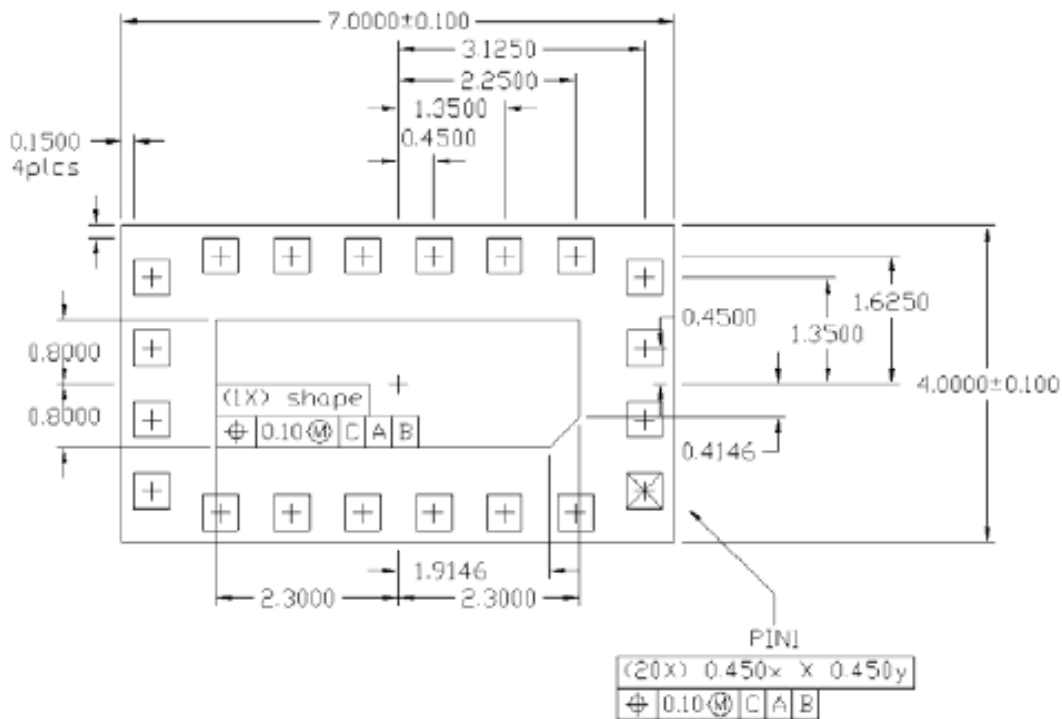 7.0000±0.100
3.1250
2.2500
1.3500
0.4500
0.1500
4plcs
1.6250
0.4500
1.3500
0.8000
4.0000±0.100
(1X) shape
0.8000
⌖ 0.10 Ⓜ C A B
0.4146
1.9146
2.3000
2.3000
PIN1
(20X) 0.450x X 0.450y
⌖ 0.10 Ⓜ C A B